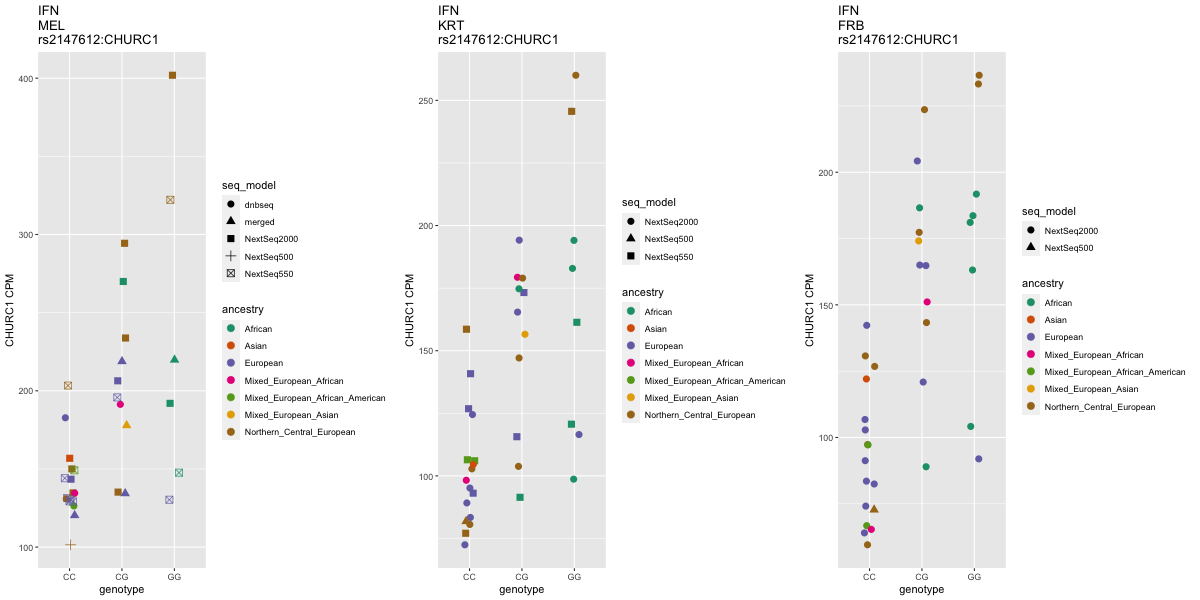 IFN
MEL
rs2147612:CHURC1
400
300
200
100
CHURC1 CPM
CC
CG
GG
genotype
seq_model
dnbseq
merged
NextSeq2000
NextSeq500
NextSeq550
ancestry
African
Asian
European
Mixed_European_African
Mixed_European_African_American
Mixed_European_Asian
Northern_Central_European
IFN
KRT
rs2147612:CHURC1
250
200
150
100
CHURC1 CPM
CC
CG
GG
genotype
seq_model
NextSeq2000
NextSeq500
NextSeq550
ancestry
African
Asian
European
Mixed_European_African
Mixed_European_African_American
Mixed_European_Asian
Northern_Central_European
IFN
FRB
rs2147612:CHURC1
200
150
100
CHURC1 CPM
CC
CG
GG
genotype
seq_model
NextSeq2000
NextSeq500
ancestry
African
Asian
European
Mixed_European_African
Mixed_European_African_American
Mixed_European_Asian
Northern_Central_European